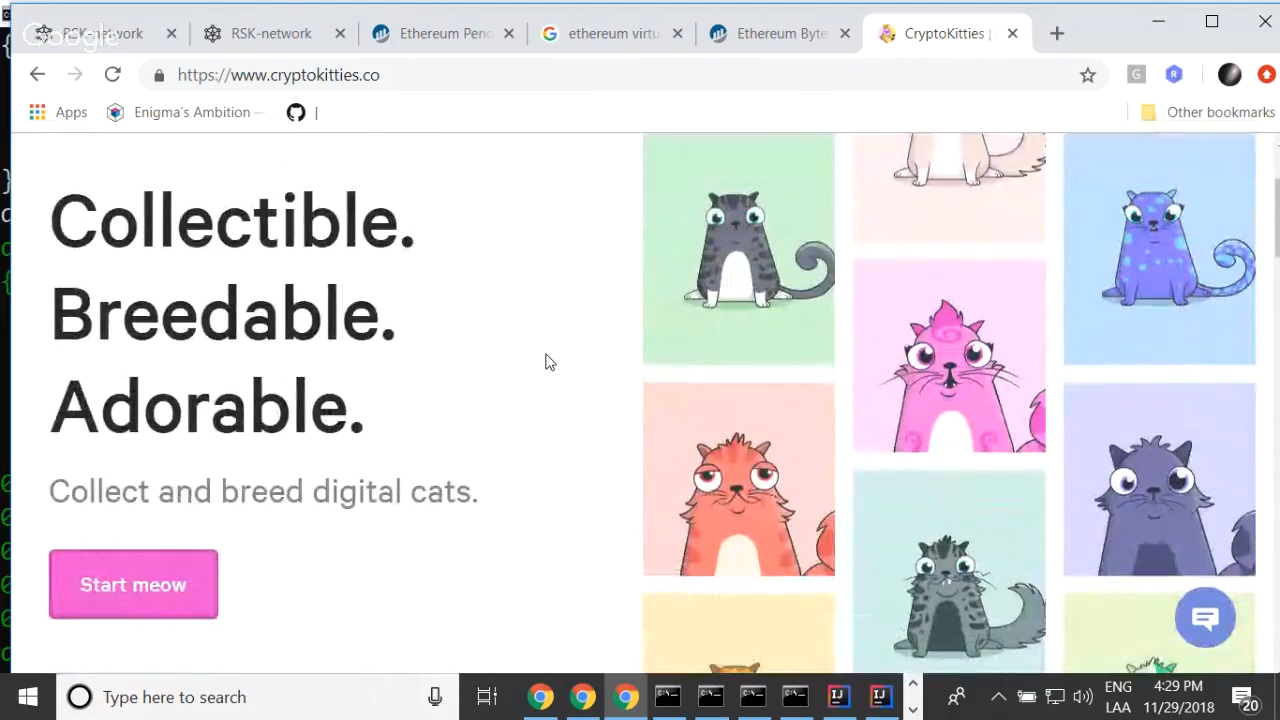 Google
RSK-network
RSK-network
Ethereum Penc
ethereum virtu
Ethereum Byte
CryptoKitties |
https://www.cryptokitties.co
G
R
Apps
Enigma's Ambition —
|
Other bookmarks
Collectible.
Breedable.
Adorable.
Collect and breed digital cats.
Start meow
Type here to search
ENG
LAA
4:29 PM
11/29/2018
20